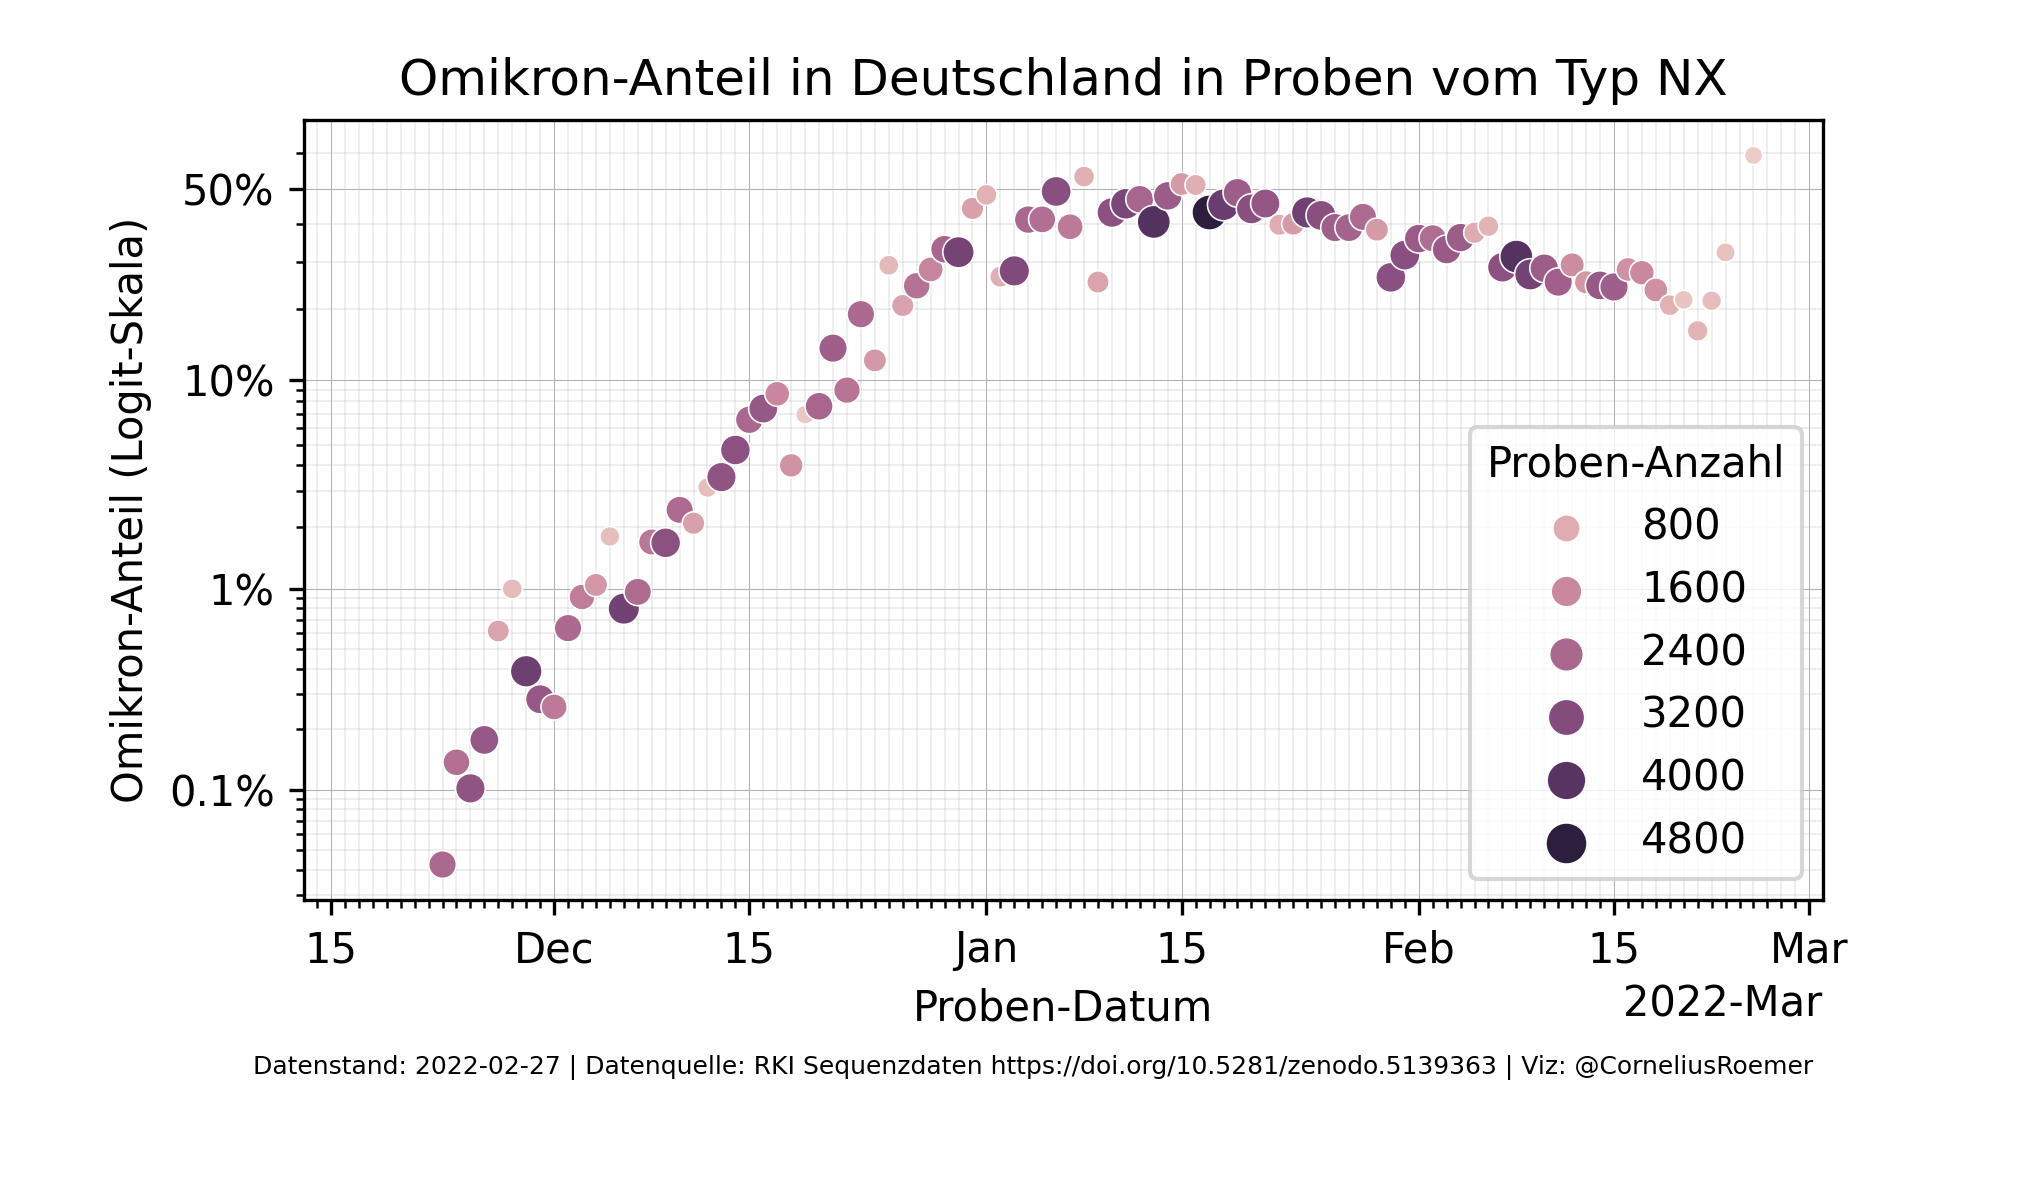 Omikron-Anteil in Deutschland in Proben vom Typ NX
Omikron-Anteil (Logit-Skala)
50%
10%
1%
0.1%
Proben-Anzahl
800
1600
2400
3200
4000
4800
15 Dec 15 Jan 15 Feb 15 Mar
2022-Mar
Proben-Datum
Datenstand: 2022-02-27 | Datenquelle: RKI Sequenzdaten https://doi.org/10.5281/zenodo.5139363 | Viz: @CorneliusRoemer